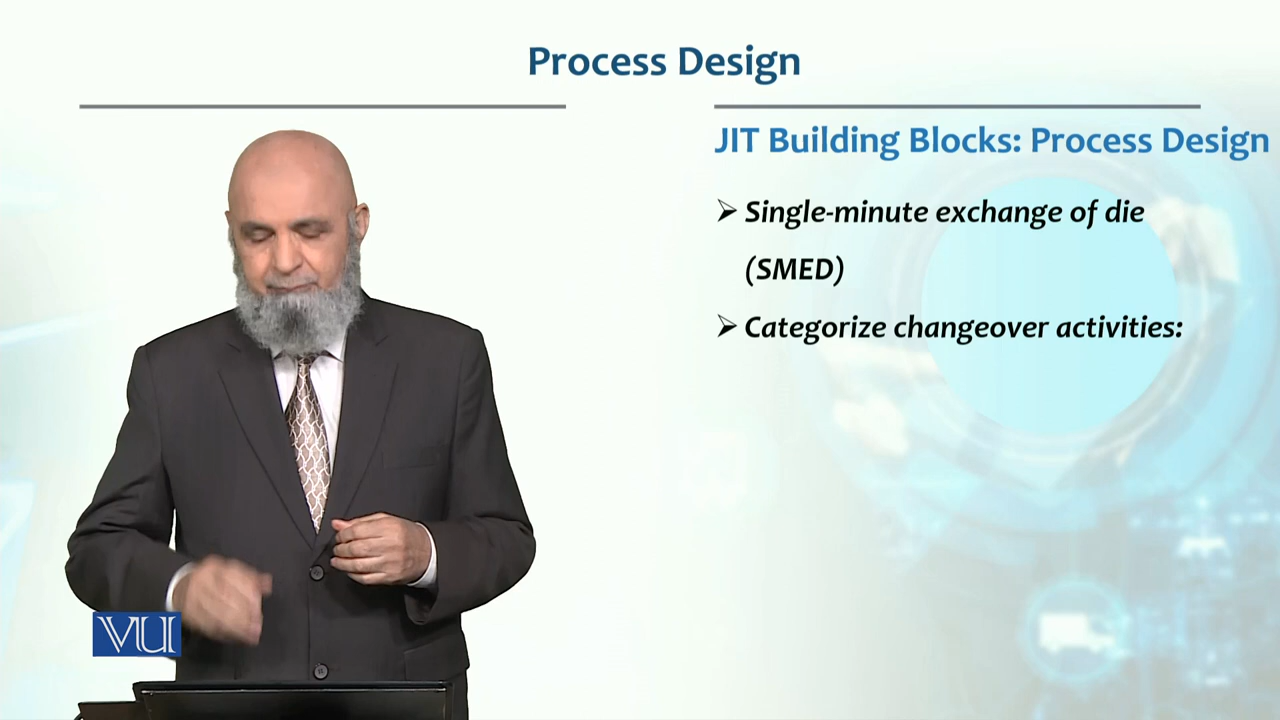 Process Design
JIT Building Blocks: Process Design
➢ Single-minute exchange of die
(SMED)
➢ Categorize changeover activities:
VU